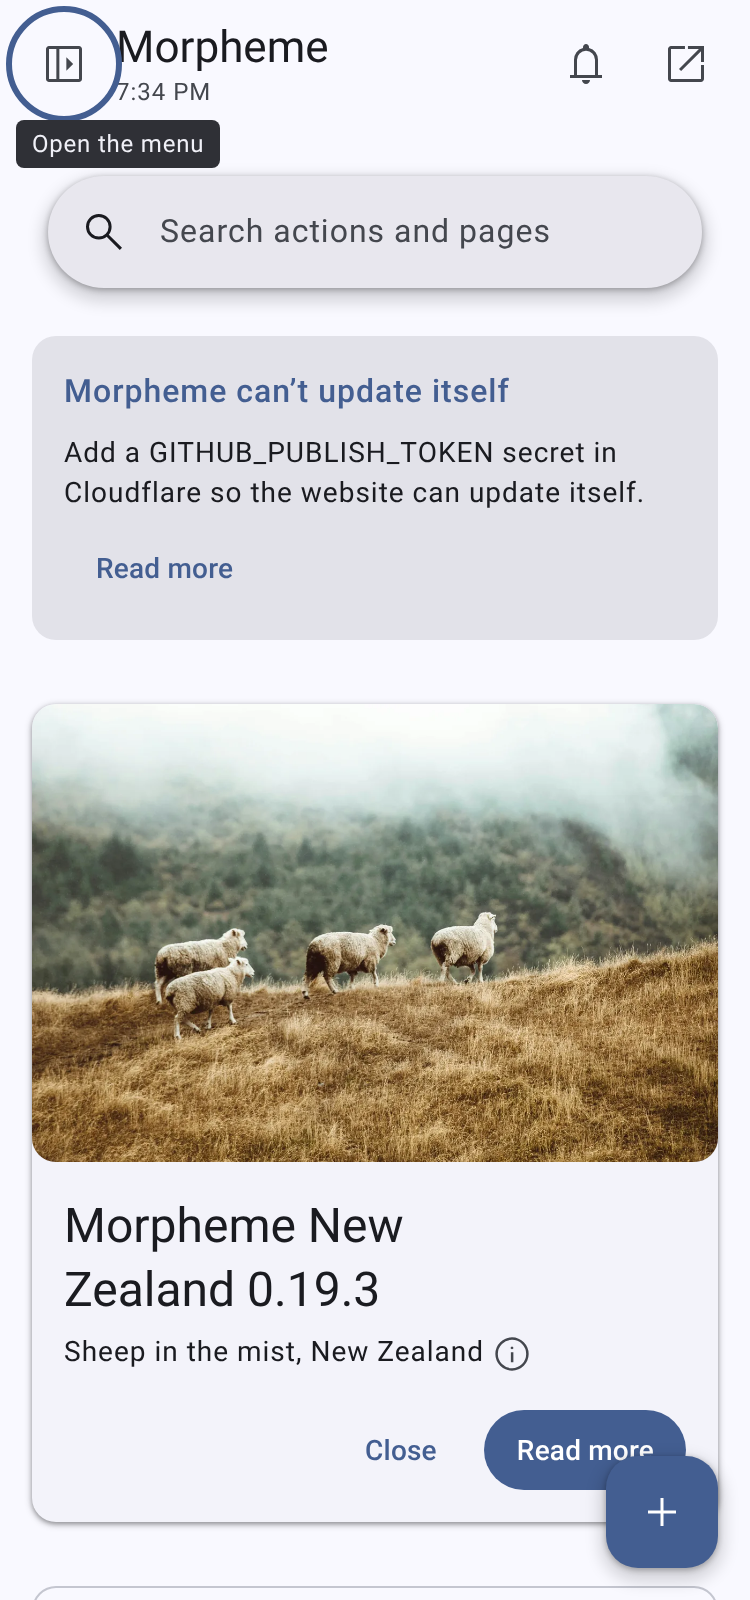 Morpheme
7:34 PM
Open the menu
Search actions and pages
Morpheme can’t update itself
Add a GITHUB_PUBLISH_TOKEN secret in
Cloudflare so the website can update itself.
Read more
Morpheme New
Zealand 0.19.3
Sheep in the mist, New Zealand
Close
Read more